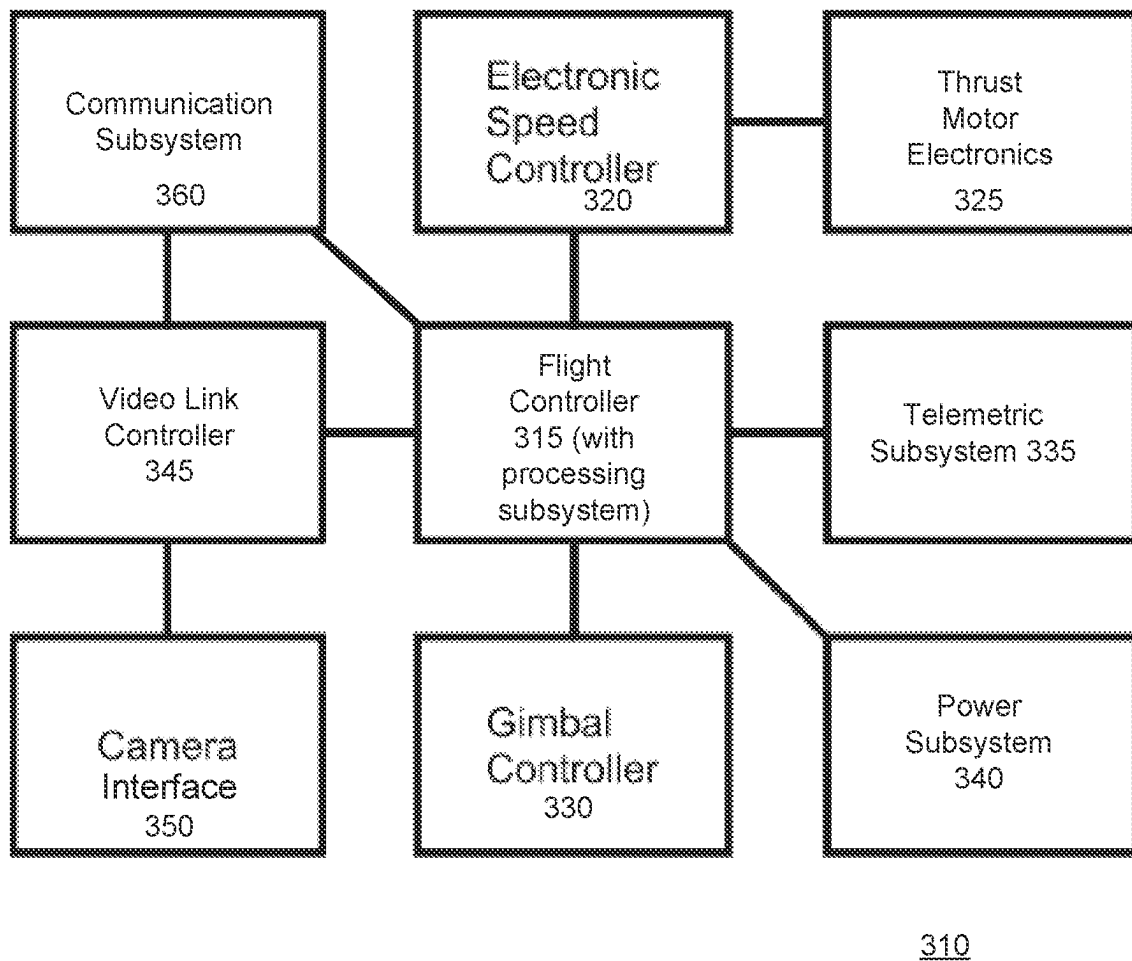 Communication
Subsystem
360
Electronic
Speed
Controller
320
Thrust
Motor
Electronics
325
Video Link
Controller
345
Flight
Controller
315 (with
processing
subsystem)
Telemetric
Subsystem 335
Camera
Interface
350
Gimbal
Controller
330
Power
Subsystem
340
310